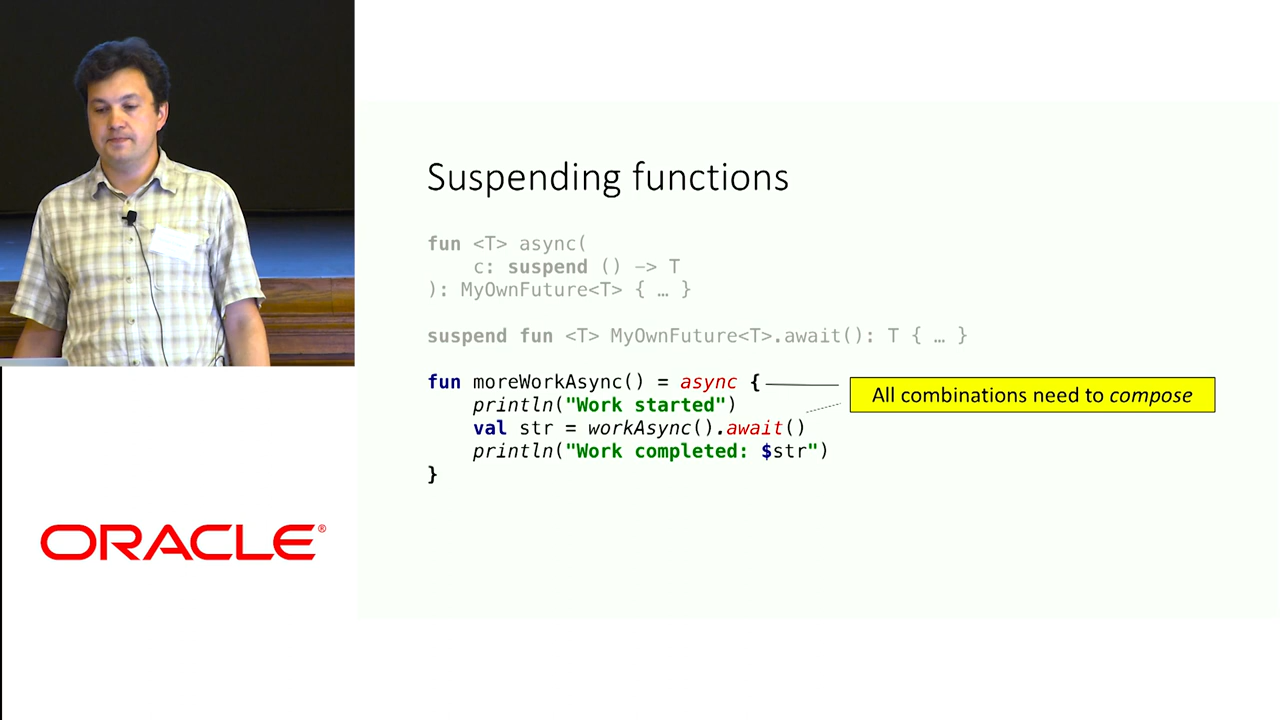 Suspending functions
fun <T> async(
    c: suspend () –> T
): MyOwnFuture<T> { … }
suspend fun <T> MyOwnFuture<T>.await(): T { … }
fun moreWorkAsync() = async {
    println("Work started")
    val str = workAsync().await()
    println("Work completed: $str")
}
All combinations need to compose
ORACLE®